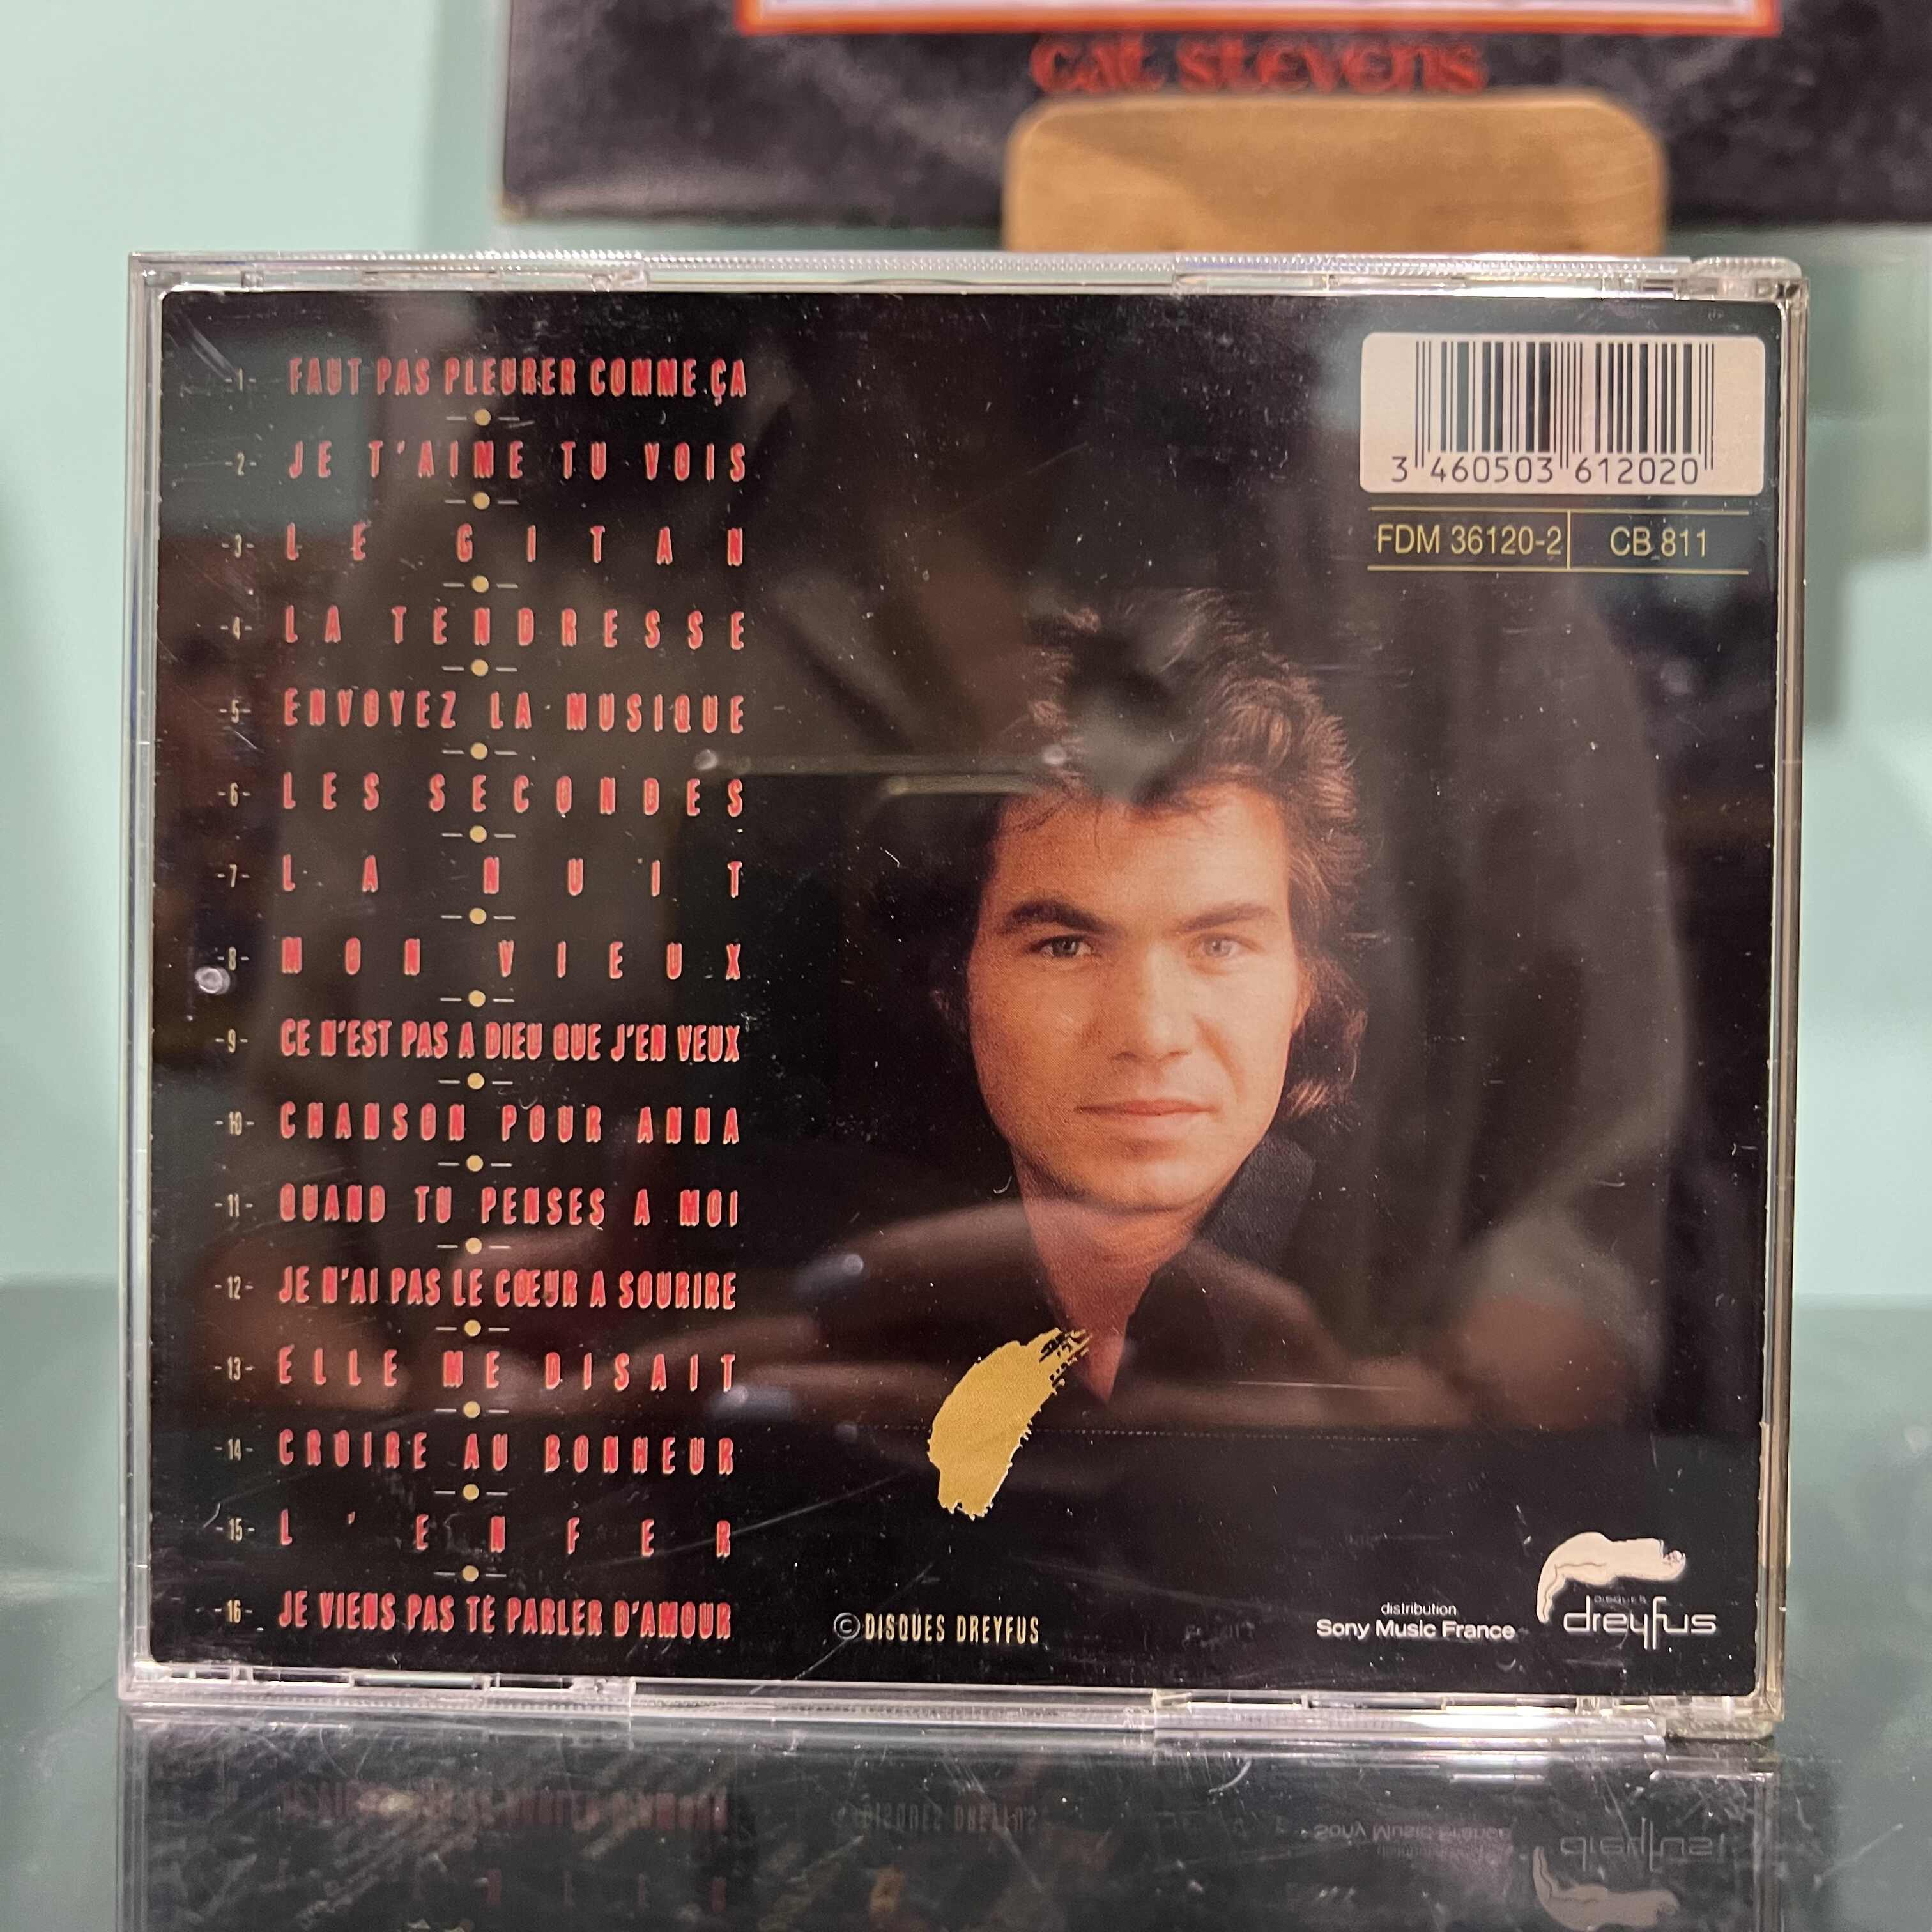 cat stevens
-1- FAUT PAS PLEURER COMME ÇA
-2- JE T'AIME TU VOIS
-3- LE GITAN
-4- LA TENDRESSE
-5- ENVOYEZ LA MUSIQUE
-6- LES SECONDES
-7- LA NUIT
-8- MON VIEUX
-9- CE N'EST PAS A DIEU QUE J'EN VEUX
-10- CHANSON POUR ANNA
-11- QUAND TU PENSES A MOI
-12- JE N'AI PAS LE CŒUR A SOURIRE
-13- ELLE ME DISAIT
-14- CROIRE AU BONHEUR
-15- L'ENFER
-16- JE VIENS PAS TE PARLER D'AMOUR
3 460503 612020
FDM 36120-2 CB 811
©DISQUES DREYFUS
distribution
Sony Music France
DISQUES
dreyfus